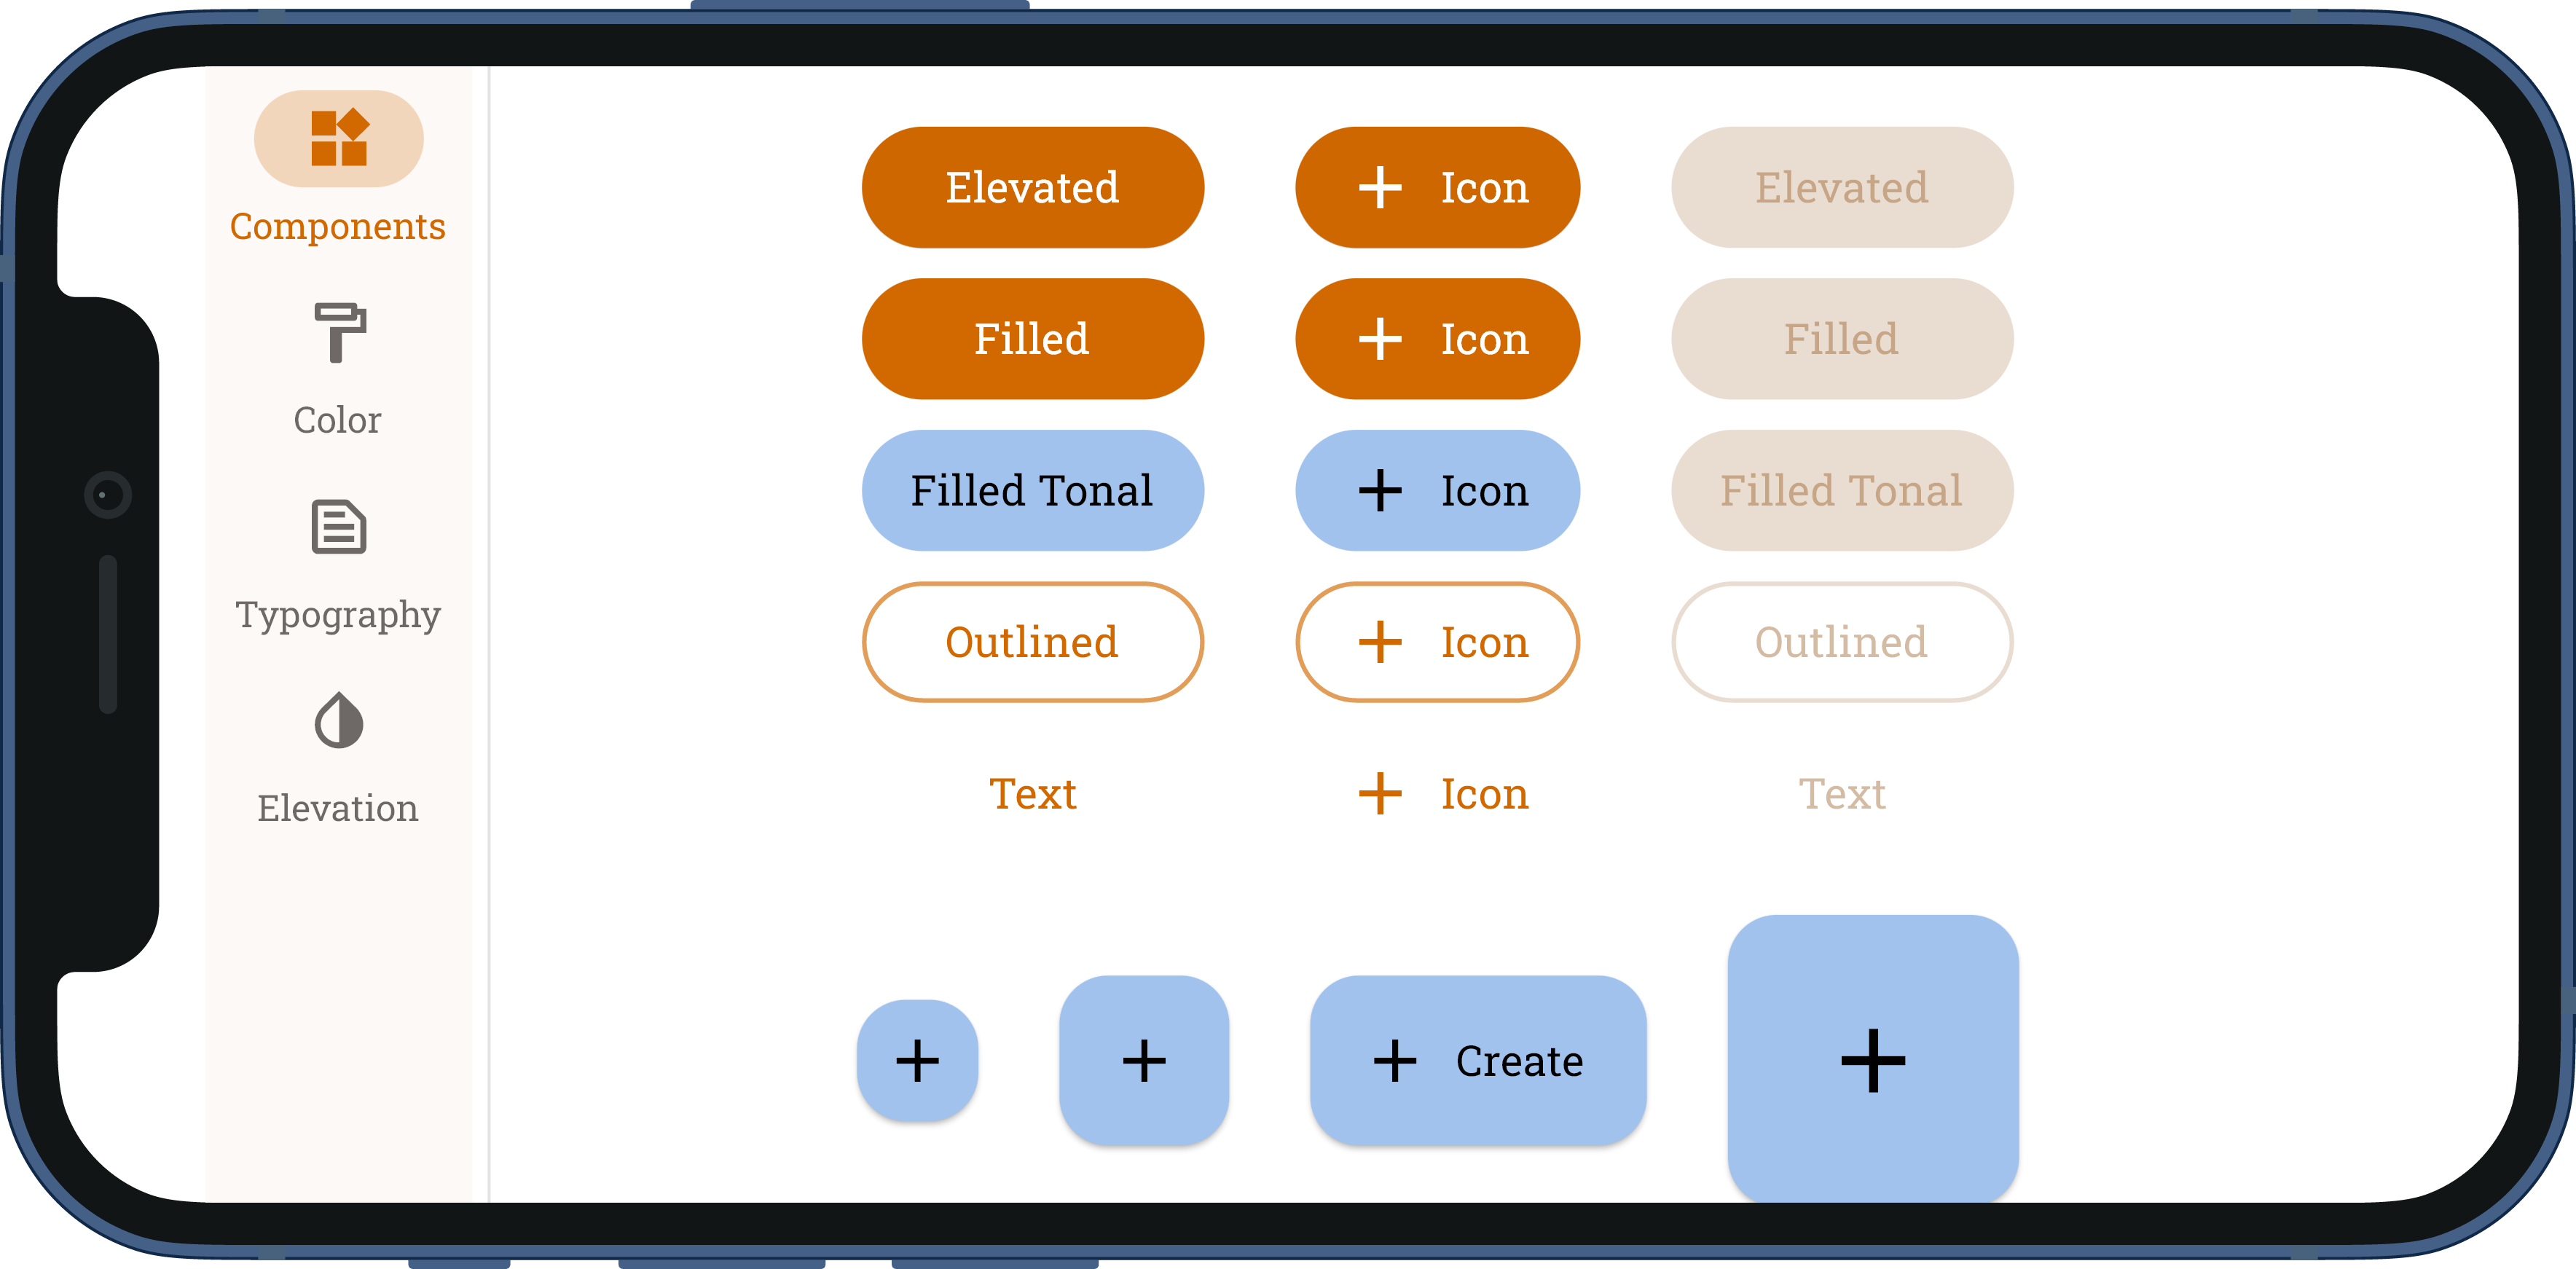 Components
Color
Typography
Elevation
Elevated Icon Elevated
Filled Icon Filled
Filled Tonal Icon Filled Tonal
Outlined Icon Outlined
Text Icon Text
Create